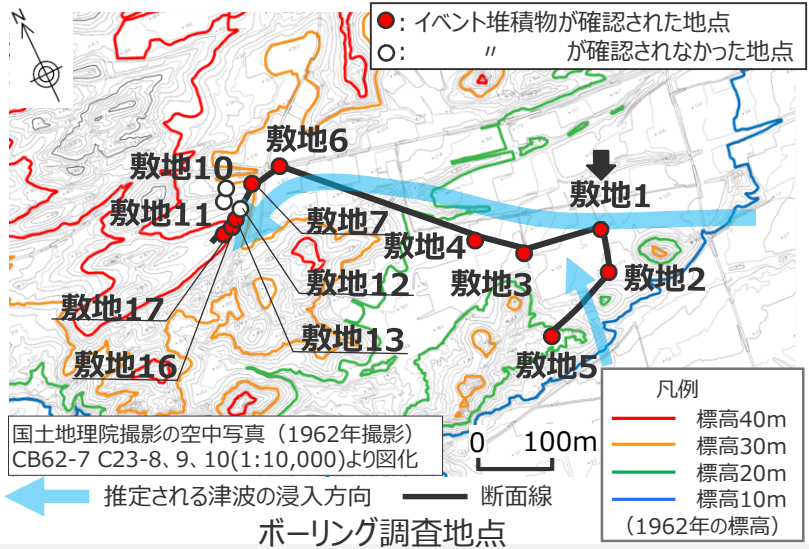 N
●：イベント堆積物が確認された地点
○：　　〃　　が確認されなかった地点
敷地6
敷地10
敷地1
敷地11
敷地7
敷地4
敷地2
敷地3
敷地12
敷地17
敷地13
敷地5
敷地16
凡例
標高40m
標高30m
標高20m
標高10m
（1962年の標高）
国土地理院撮影の空中写真（1962年撮影）
CB62-7 C23-8、9、10(1:10,000)より図化
0 100m
推定される津波の浸入方向
断面線
ボーリング調査地点